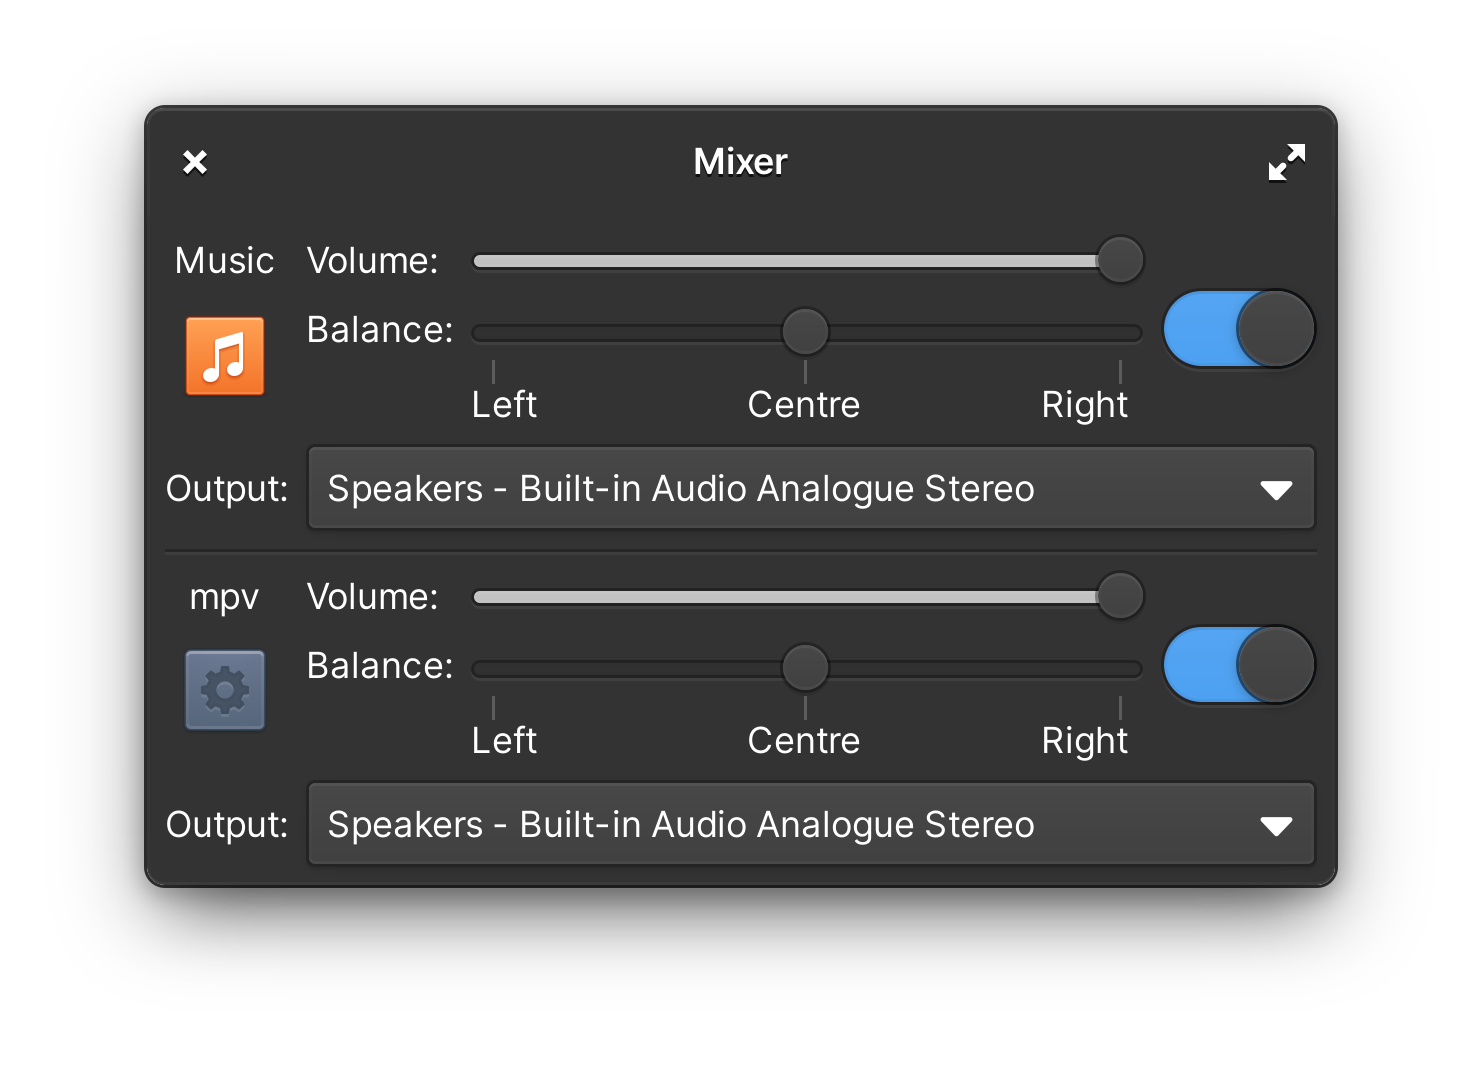 Mixer
Music Volume:
Balance:
Left Centre Right
Output: Speakers - Built-in Audio Analogue Stereo
mpv Volume:
Balance:
Left Centre Right
Output: Speakers - Built-in Audio Analogue Stereo